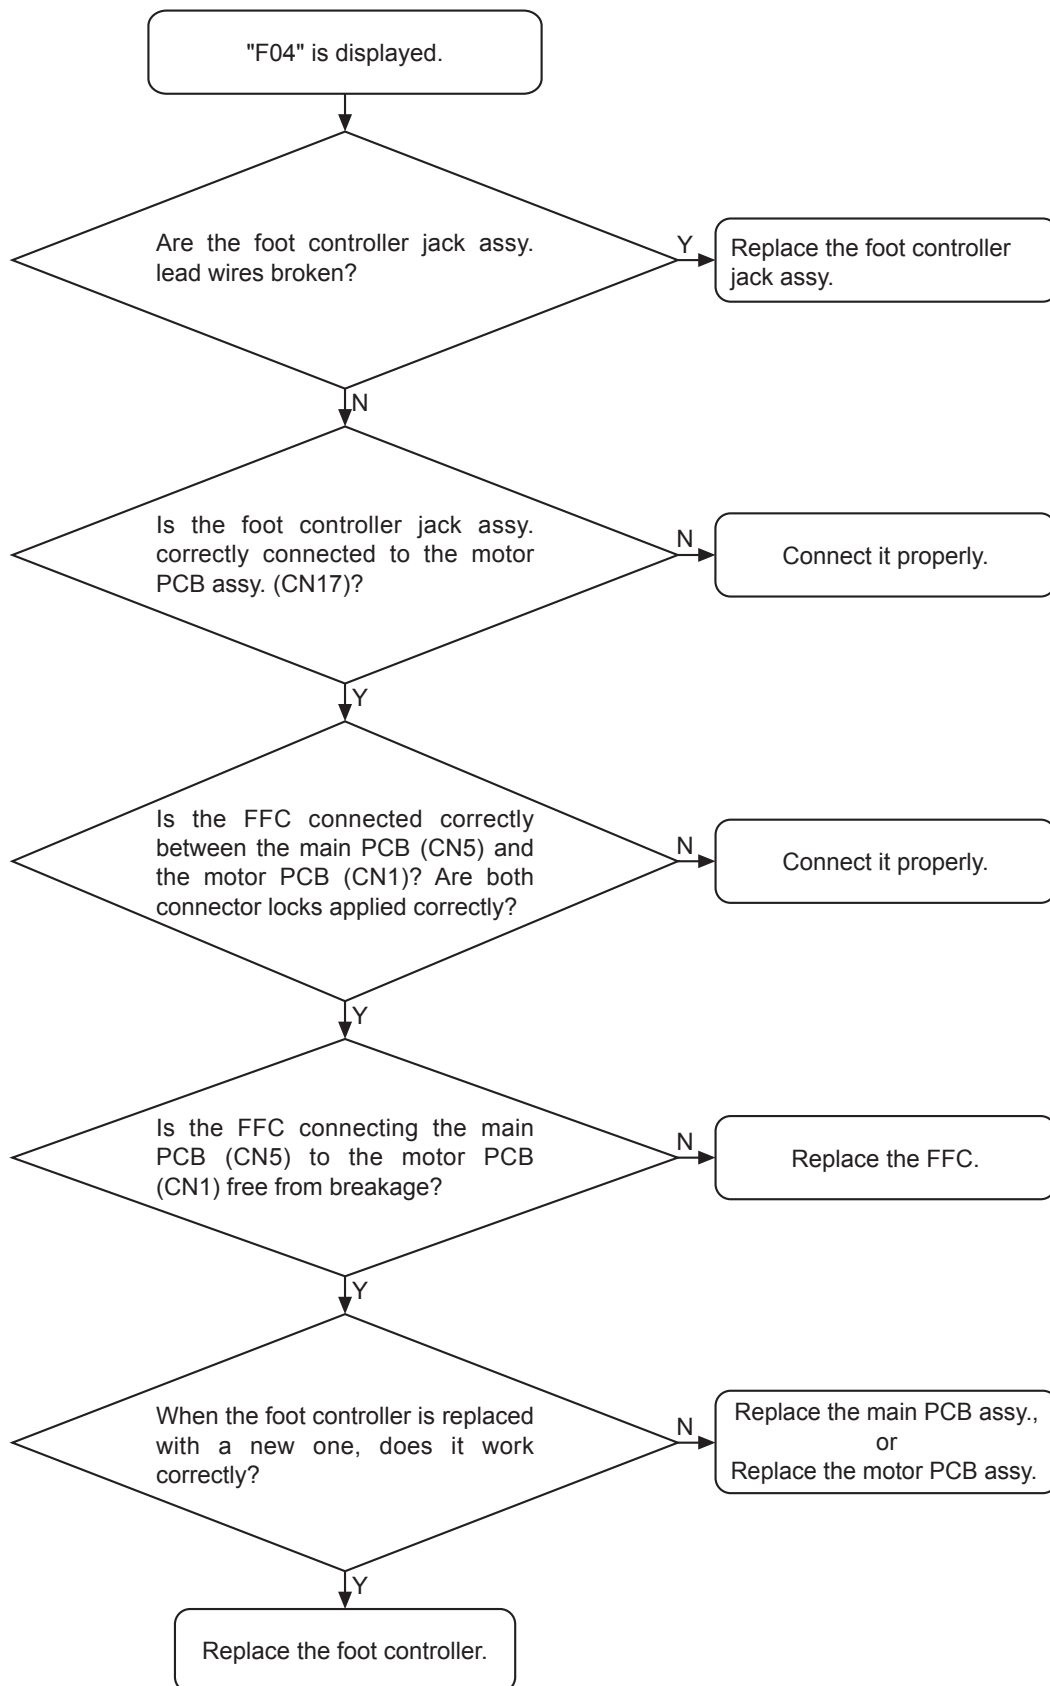 "F04" is displayed.
Are the foot controller jack assy.
lead wires broken?
Y
Replace the foot controller
jack assy.
N
Is the foot controller jack assy.
correctly connected to the motor
PCB assy. (CN17)?
N
Connect it properly.
Y
Is the FFC connected correctly
between the main PCB (CN5) and
the motor PCB (CN1)? Are both
connector locks applied correctly?
N
Connect it properly.
Y
Is the FFC connecting the main
PCB (CN5) to the motor PCB
(CN1) free from breakage?
N
Replace the FFC.
Y
When the foot controller is replaced
with a new one, does it work
correctly?
N
Replace the main PCB assy.,
or
Replace the motor PCB assy.
Y
Replace the foot controller.